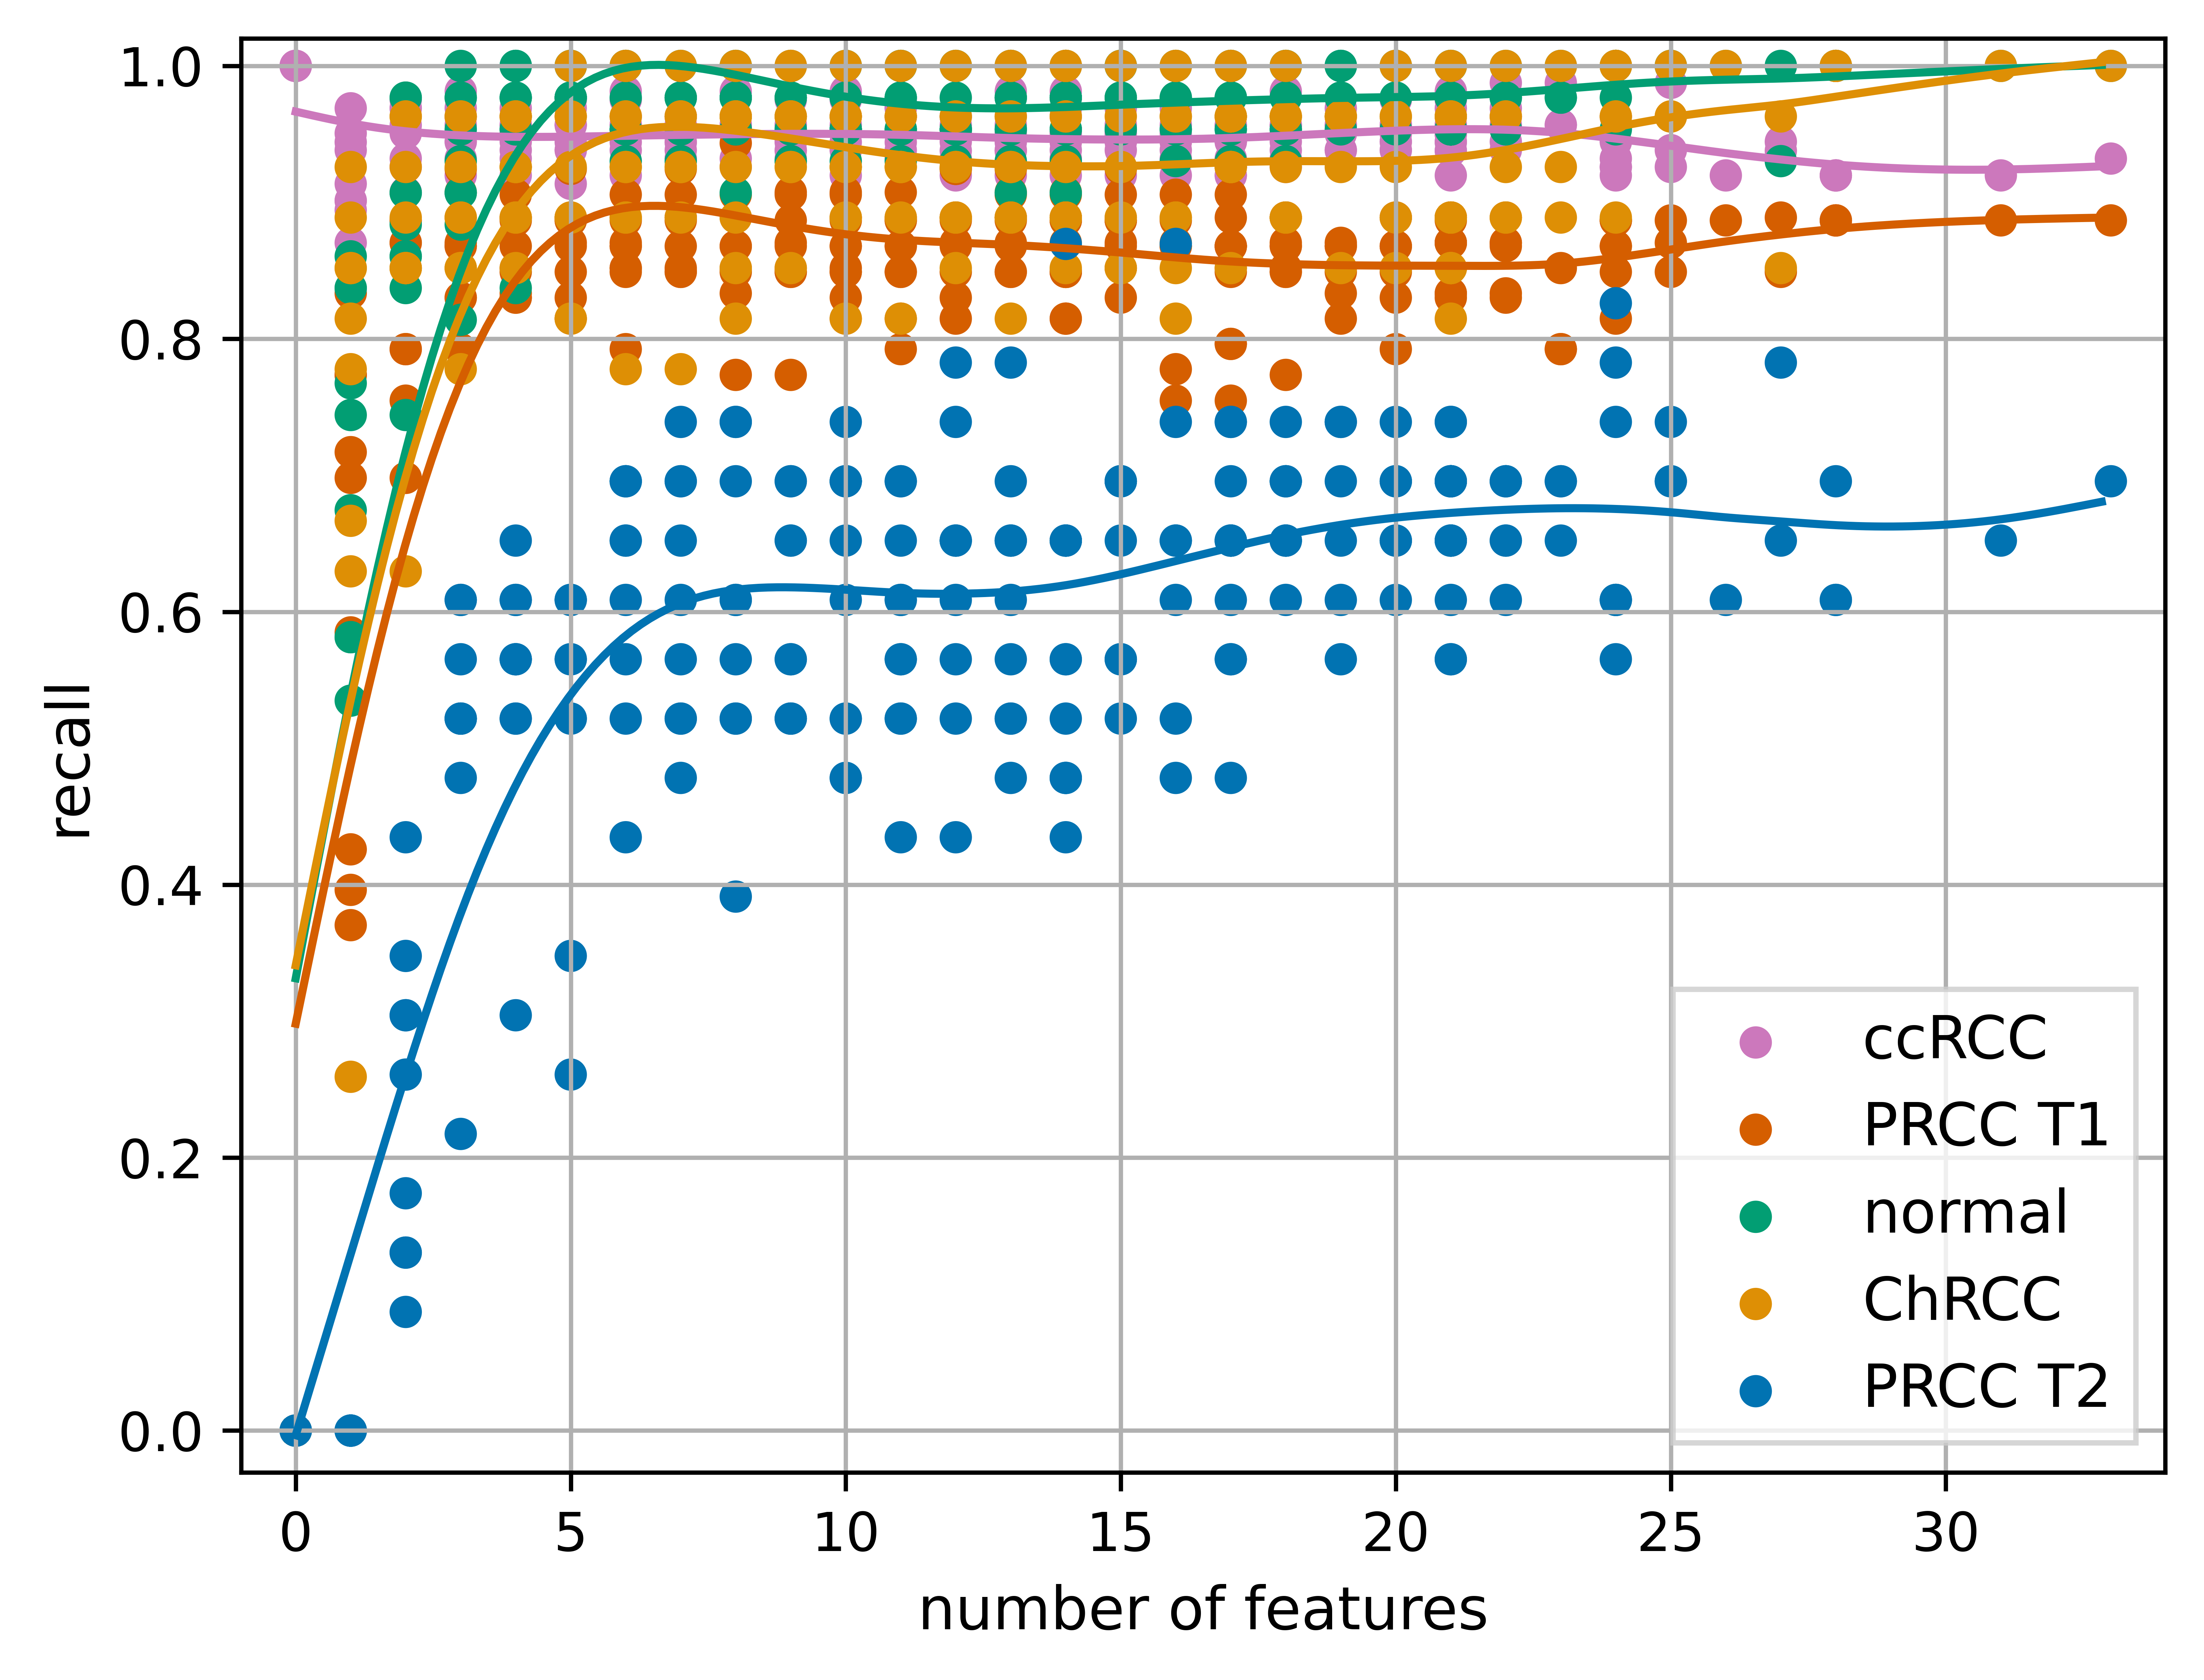 1.0
0.8
0.6
0.4
0.2
0.0
recall
0 5 10 15 20 25 30
number of features
ccRCC
PRCC T1
normal
ChRCC
PRCC T2